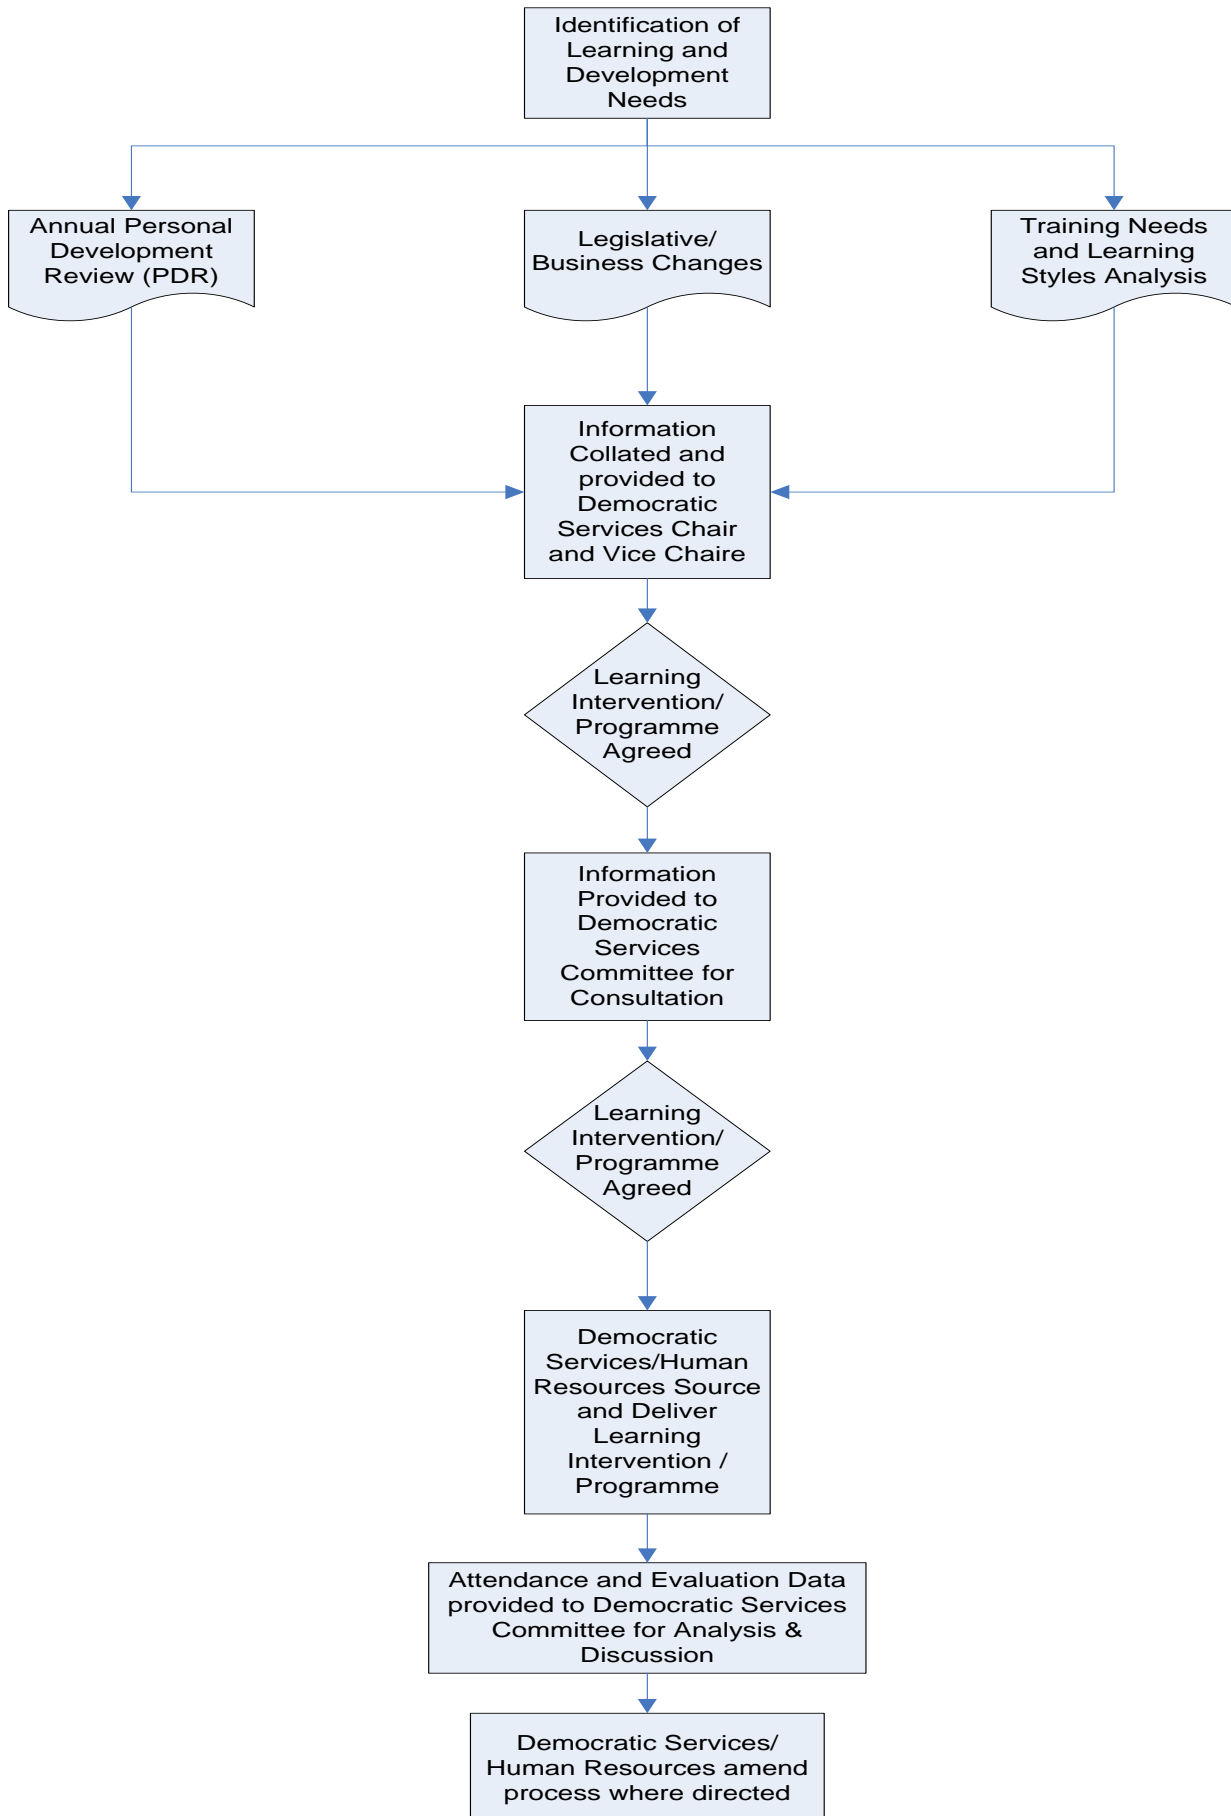 Identification of
Learning and
Development
Needs
Annual Personal
Development
Review (PDR)
Legislative/
Business Changes
Training Needs
and Learning
Styles Analysis
Information
Collated and
provided to
Democratic
Services Chair
and Vice Chaire
Learning
Intervention/
Programme
Agreed
Information
Provided to
Democratic
Services
Committee for
Consultation
Learning
Intervention/
Programme
Agreed
Democratic
Services/Human
Resources Source
and Deliver
Learning
Intervention /
Programme
Attendance and Evaluation Data
provided to Democratic Services
Committee for Analysis &
Discussion
Democratic Services/
Human Resources amend
process where directed